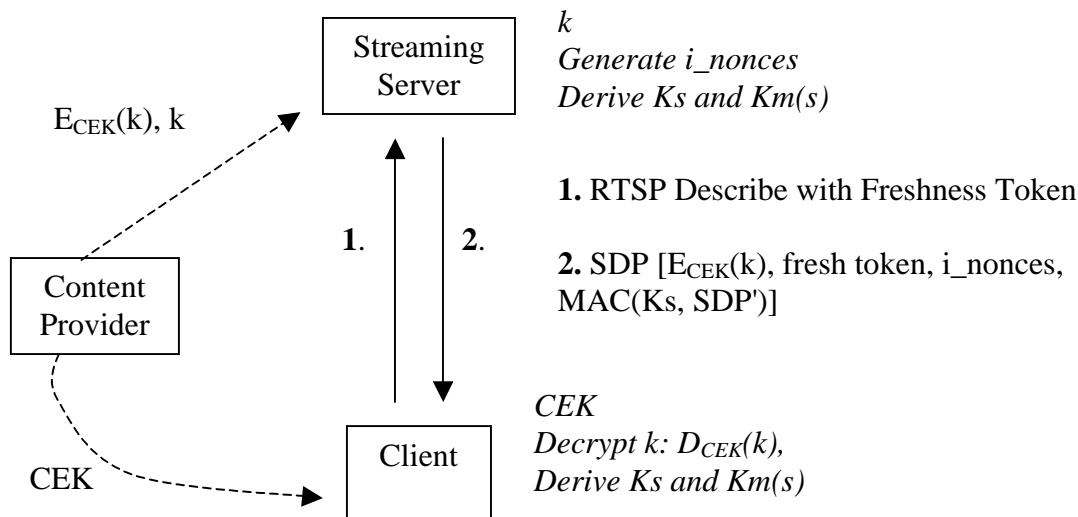 Streaming
Server
k
Generate i_nonces
Derive Ks and Km(s)
E_CEK(k), k
1. RTSP Describe with Freshness Token
1.
2.
2. SDP [E_CEK(k), fresh token, i_nonces,
MAC(Ks, SDP')]
Content
Provider
CEK
Client
CEK
Decrypt k: D_CEK(k),
Derive Ks and Km(s)